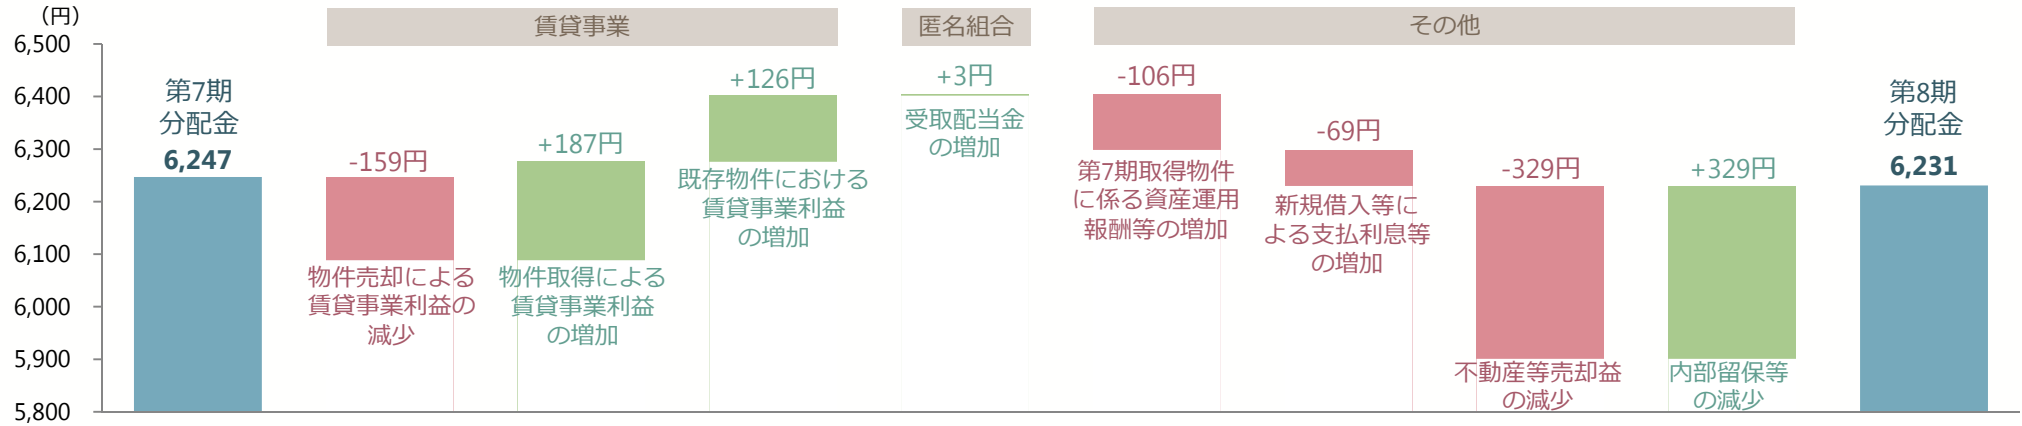 （円）
6,500
6,400
6,300
6,200
6,100
6,000
5,900
5,800
第7期
分配金
6,247
賃貸事業
-159円
物件売却による
賃貸事業利益の
減少
+187円
物件取得による
賃貸事業利益
の増加
+126円
既存物件における
賃貸事業利益
の増加
匿名組合
+3円
受取配当金
の増加
その他
-106円
第7期取得物件
に係る資産運用
報酬等の増加
-69円
新規借入等に
よる支払利息等
の増加
-329円
不動産等売却益
の減少
+329円
内部留保等
の減少
第8期
分配金
6,231